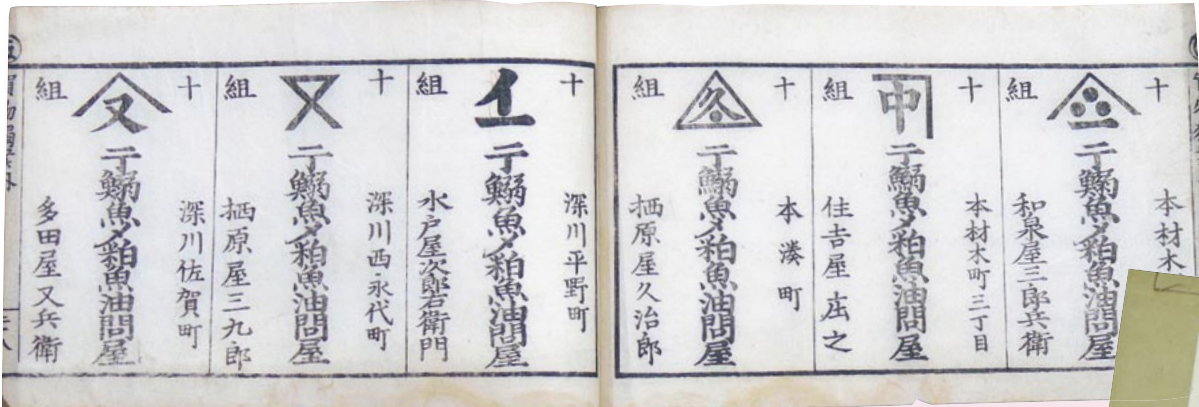 十
本材木
干鰯魚〆粕魚油問屋
組
和泉屋三郎兵衛
十
本材木町三丁目
中
干鰯魚〆粕魚油問屋
組
住吉屋庄之
十
本湊町
久
干鰯魚〆粕魚油問屋
組
栖原屋久治郎
十
深川平野町
イ一
干鰯魚〆粕魚油問屋
組
水戸屋次郎右衛門
十
深川西永代町
干鰯魚〆粕魚油問屋
組
栖原屋三九郎
十
深川佐賀町
又
干鰯魚〆粕魚油問屋
組
多田屋又兵衛